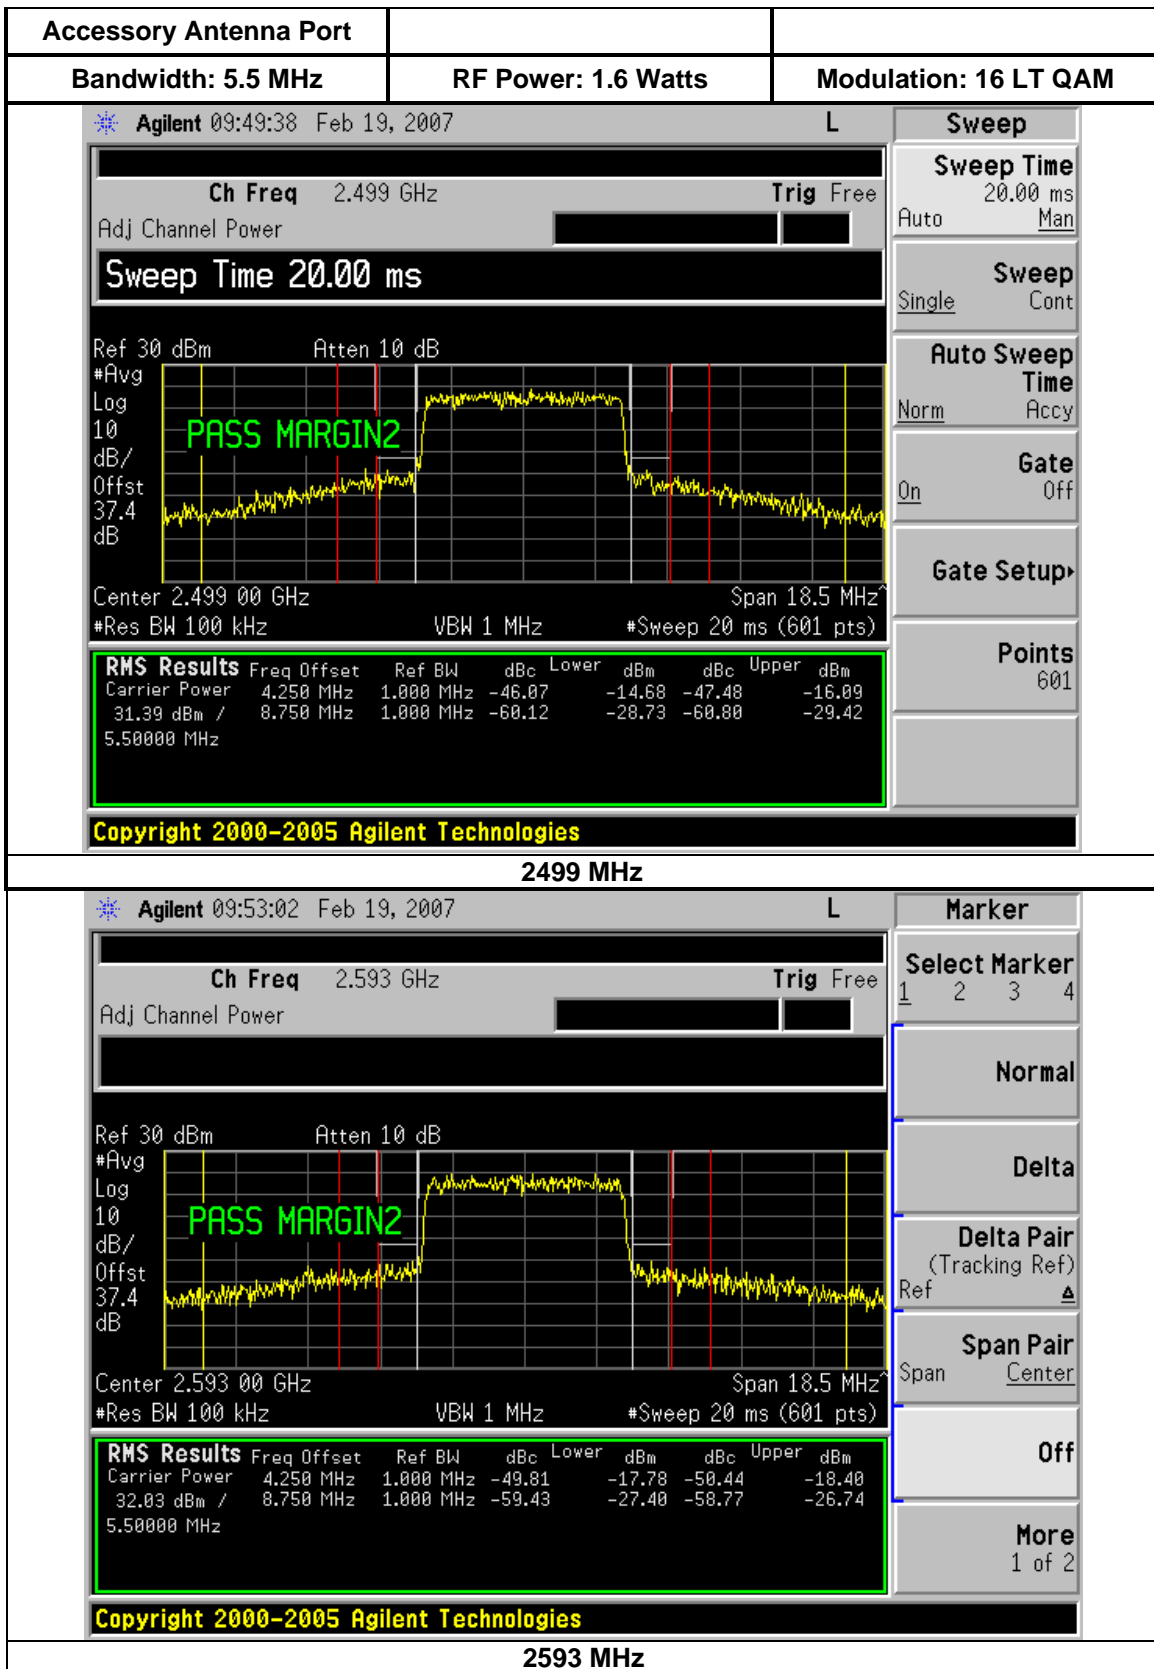 Accessory Antenna Port
Bandwidth: 5.5 MHz RF Power: 1.6 Watts Modulation: 16 LT QAM
Agilent 09:49:38 Feb 19, 2007 L Sweep
Ch Freq 2.499 GHz Trig Free
Adj Channel Power
Sweep Time 20.00 ms
Ref 30 dBm Atten 10 dB
#Avg
Log
10
dB/
Offst
37.4
dB
PASS MARGIN2
Center 2.499 00 GHz Span 18.5 MHz^
#Res BW 100 kHz VBW 1 MHz #Sweep 20 ms (601 pts)
RMS Results Freq Offset Ref BW dBc Lower dBm dBc Upper dBm
Carrier Power 4.250 MHz 1.000 MHz -46.07 -14.68 -47.48 -16.09
31.39 dBm / 8.750 MHz 1.000 MHz -60.12 -28.73 -60.80 -29.42
5.50000 MHz
Copyright 2000-2005 Agilent Technologies
Sweep Time
20.00 ms
Auto Man
Sweep
Single Cont
Auto Sweep
Time
Norm Accy
Gate
On Off
Gate Setup▸
Points
601
2499 MHz
Agilent 09:53:02 Feb 19, 2007 L Marker
Ch Freq 2.593 GHz Trig Free
Adj Channel Power
Ref 30 dBm Atten 10 dB
#Avg
Log
10
dB/
Offst
37.4
dB
PASS MARGIN2
Center 2.593 00 GHz Span 18.5 MHz^
#Res BW 100 kHz VBW 1 MHz #Sweep 20 ms (601 pts)
RMS Results Freq Offset Ref BW dBc Lower dBm dBc Upper dBm
Carrier Power 4.250 MHz 1.000 MHz -49.81 -17.78 -50.44 -18.40
32.03 dBm / 8.750 MHz 1.000 MHz -59.43 -27.40 -58.77 -26.74
5.50000 MHz
Copyright 2000-2005 Agilent Technologies
Select Marker
1 2 3 4
Normal
Delta
Delta Pair
(Tracking Ref)
Ref Δ
Span Pair
Span Center
Off
More
1 of 2
2593 MHz